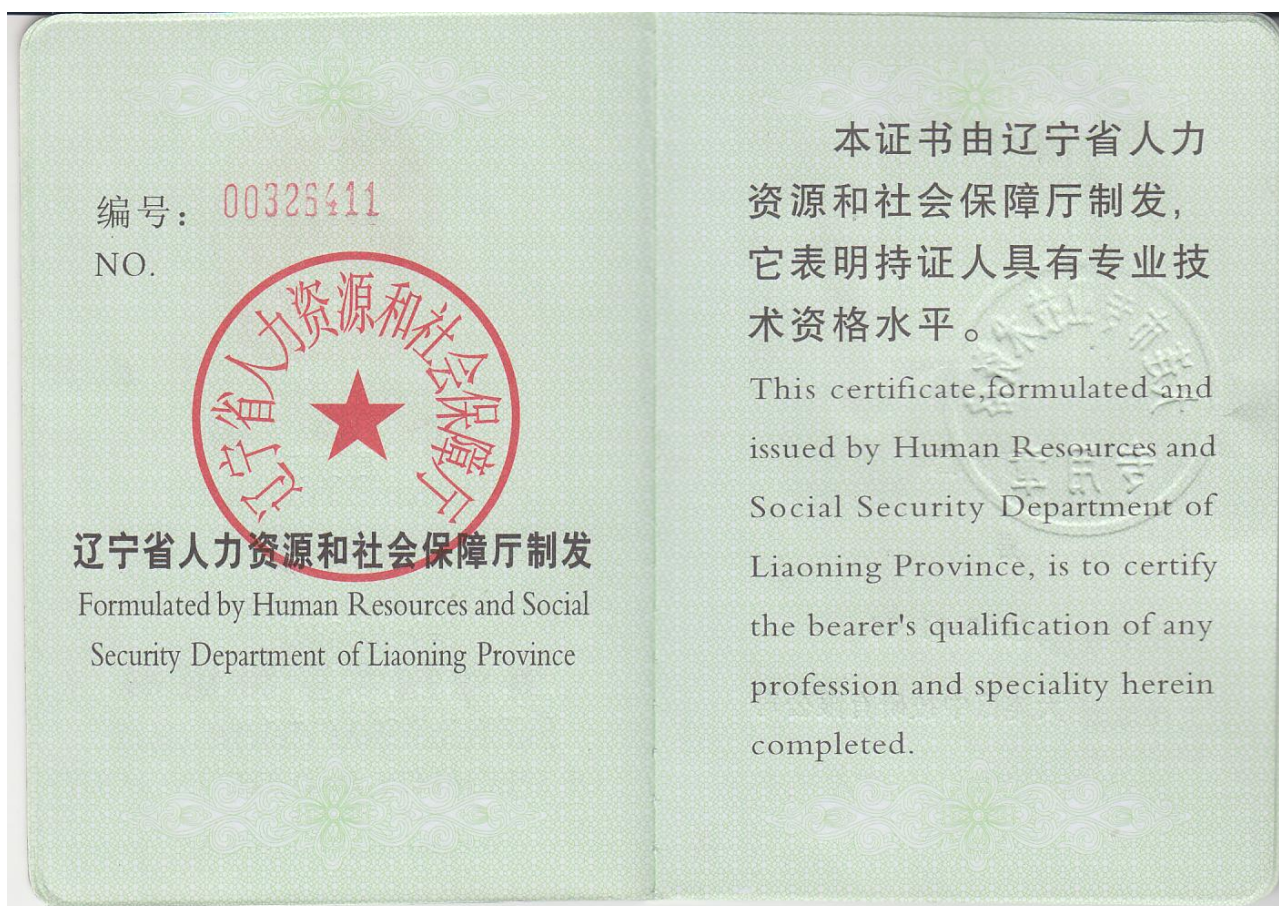 编号: 00326411
NO.
辽宁省人力资源和社会保障厅
辽宁省人力资源和社会保障厅制发
Formulated by Human Resources and Social
Security Department of Liaoning Province
本证书由辽宁省人力
资源和社会保障厅制发,
它表明持证人具有专业技
术资格水平。
This certificate,formulated and
issued by Human Resources and
Social Security Department of
Liaoning Province, is to certify
the bearer's qualification of any
profession and speciality herein
completed.
专用章